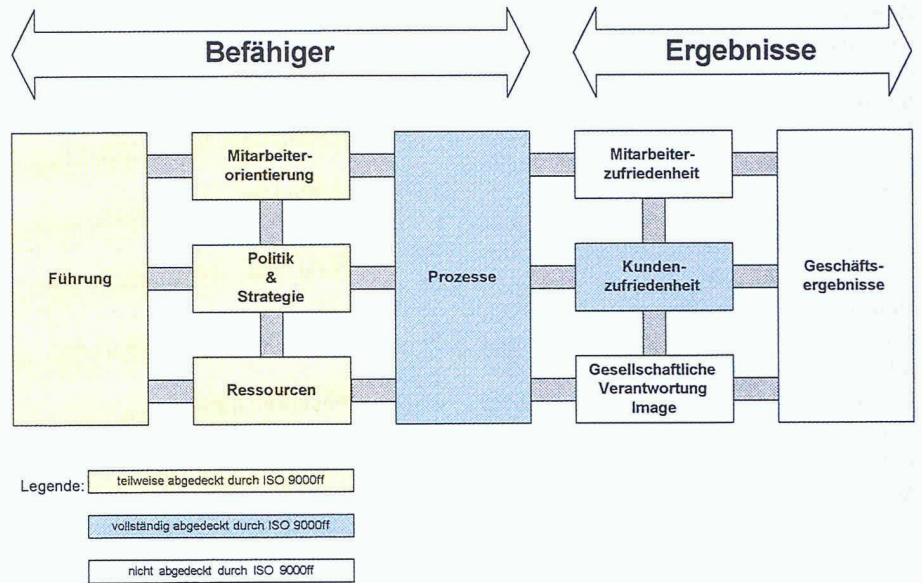 Befähiger
Ergebnisse
Führung
Mitarbeiter-
orientierung
Politik
&
Strategie
Ressourcen
Prozesse
Mitarbeiter-
zufriedenheit
Kunden-
zufriedenheit
Gesellschaftliche
Verantwortung
Image
Geschäfts-
ergebnisse
Legende:
teilweise abgedeckt durch ISO 9000ff
vollständig abgedeckt durch ISO 9000ff
nicht abgedeckt durch ISO 9000ff